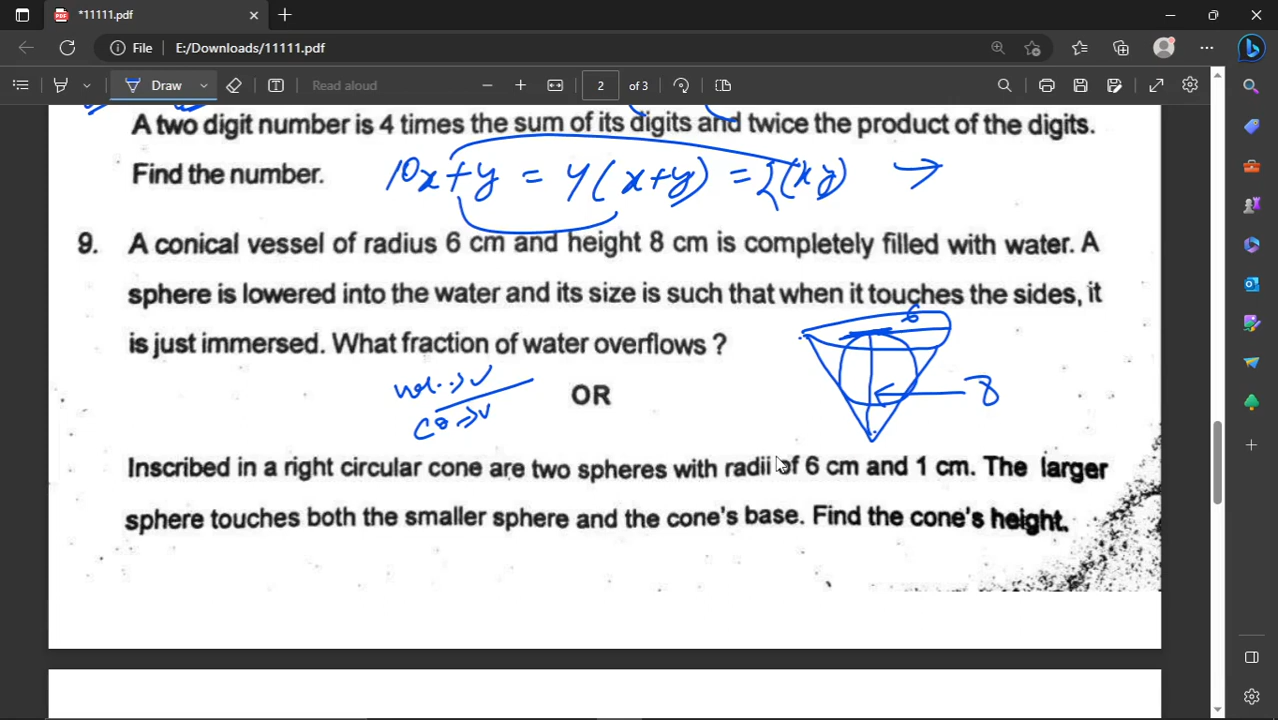 *11111.pdf
File E:/Downloads/11111.pdf
Draw Read aloud 2 of 3
A two digit number is 4 times the sum of its digits and twice the product of the digits.
Find the number. 10x+y = 4(x+y) = 2(xy) →
9. A conical vessel of radius 6 cm and height 8 cm is completely filled with water. A
sphere is lowered into the water and its size is such that when it touches the sides, it
6
is just immersed. What fraction of water overflows ?
OR
8
Inscribed in a right circular cone are two spheres with radii of 6 cm and 1 cm. The larger
sphere touches both the smaller sphere and the cone's base. Find the cone's height.